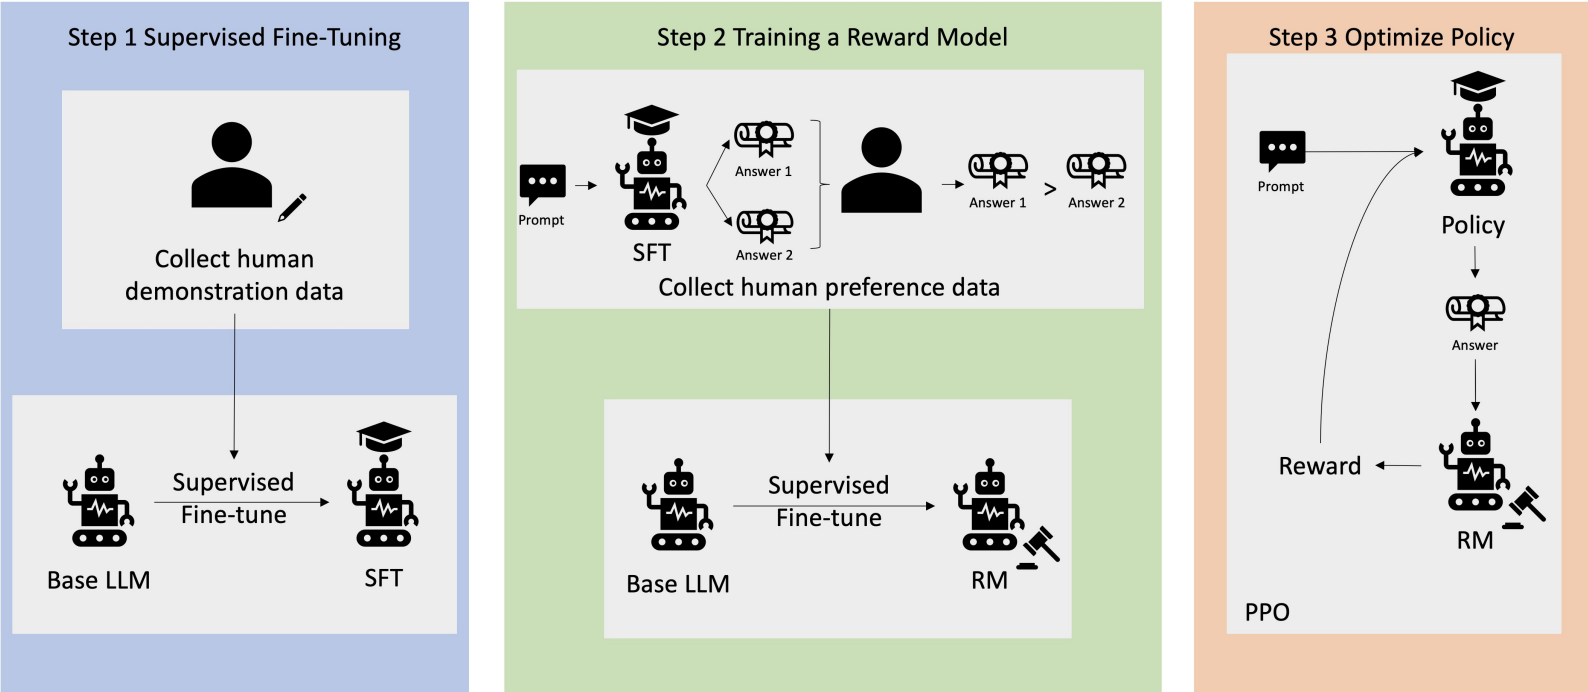 Step 1 Supervised Fine-Tuning
Collect human
demonstration data
Supervised
Fine-tune
Base LLM
SFT
Step 2 Training a Reward Model
Prompt
SFT
Answer 1
Answer 2
Answer 1
>
Answer 2
Collect human preference data
Supervised
Fine-tune
Base LLM
RM
Step 3 Optimize Policy
Prompt
Policy
Answer
Reward
RM
PPO